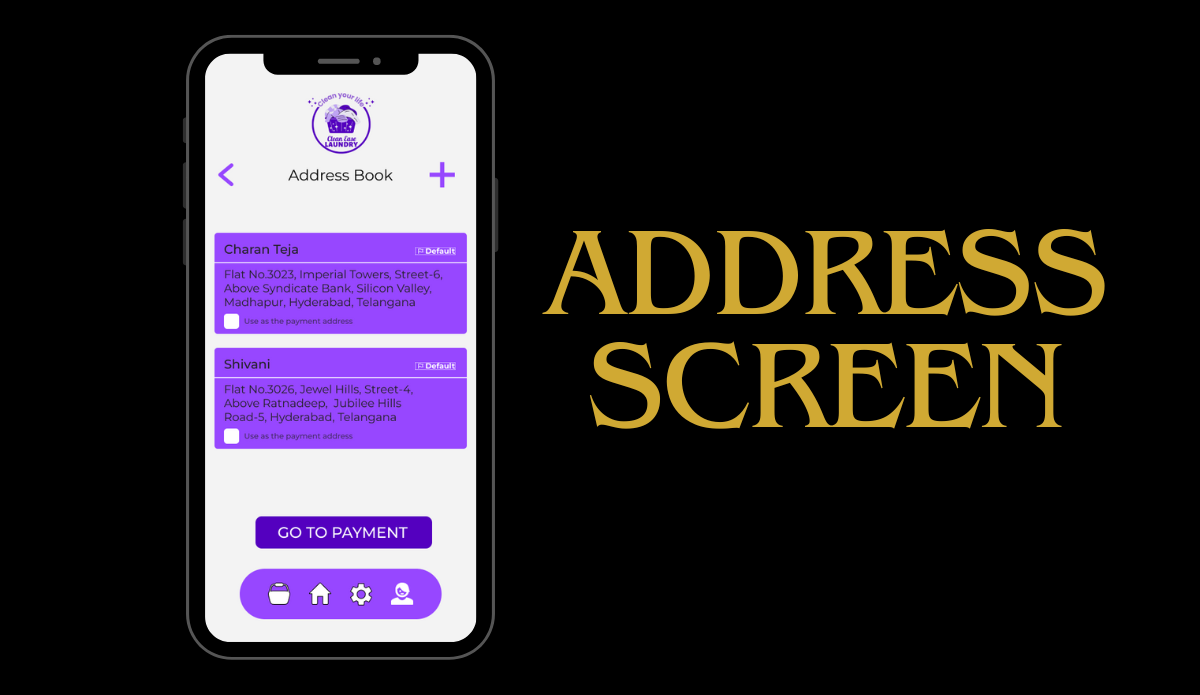 Clean your life
Clean Ease
LAUNDRY
Address Book
Charan Teja
Default
Flat No.3023, Imperial Towers, Street-6,
Above Syndicate Bank, Silicon Valley,
Madhapur, Hyderabad, Telangana
Use as the payment address
Shivani
Default
Flat No.3026, Jewel Hills, Street-4,
Above Ratnadeep, Jubilee Hills
Road-5, Hyderabad, Telangana
Use as the payment address
GO TO PAYMENT
ADDRESS
SCREEN